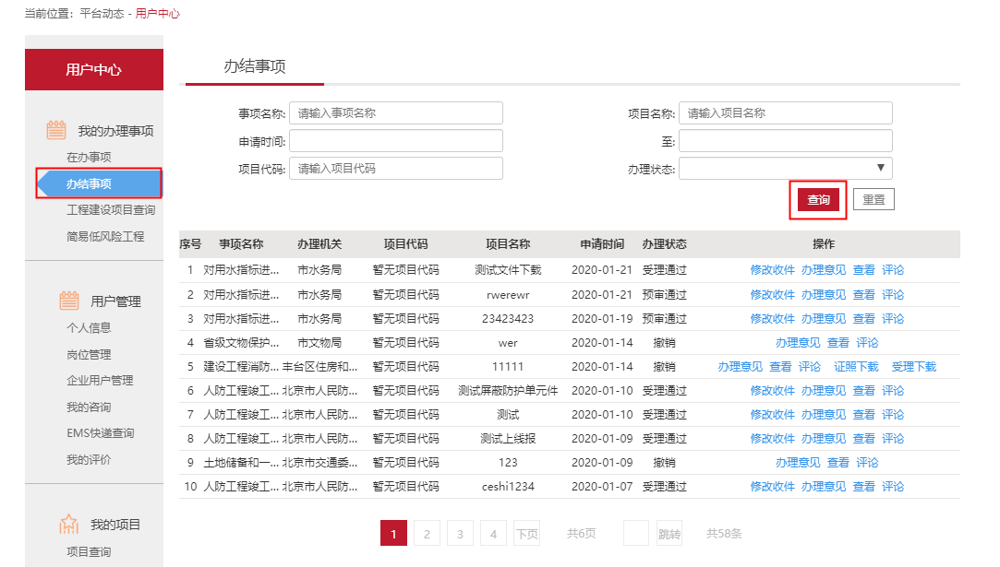 当前位置：平台动态 - 用户中心
用户中心
我的办理事项
在办事项
办结事项
工程建设项目查询
简易低风险工程
用户管理
个人信息
岗位管理
企业用户管理
我的咨询
EMS快递查询
我的评价
我的项目
项目查询
办结事项
事项名称: 请输入事项名称 项目名称: 请输入项目名称
申请时间: 至:
项目代码: 请输入项目代码 办理状态: ▼
查询 重置
序号 事项名称 办理机关 项目代码 项目名称 申请时间 办理状态 操作
1 对用水指标进... 市水务局 暂无项目代码 测试文件下载 2020-01-21 受理通过 修改收件 办理意见 查看 评论
2 对用水指标进... 市水务局 暂无项目代码 rwerewr 2020-01-21 预审通过 修改收件 办理意见 查看 评论
3 对用水指标进... 市水务局 暂无项目代码 23423423 2020-01-19 预审通过 修改收件 办理意见 查看 评论
4 省级文物保护... 市文物局 暂无项目代码 wer 2020-01-14 撤销 办理意见 查看 评论
5 建设工程消防... 丰台区住房和... 暂无项目代码 11111 2020-01-14 撤销 办理意见 查看 评论 证照下载 受理下载
6 人防工程竣工... 北京市人民防... 暂无项目代码 测试屏蔽防护单元件 2020-01-10 受理通过 修改收件 办理意见 查看 评论
7 人防工程竣工... 北京市人民防... 暂无项目代码 测试 2020-01-10 受理通过 修改收件 办理意见 查看 评论
8 人防工程竣工... 北京市人民防... 暂无项目代码 测试上线报 2020-01-09 受理通过 修改收件 办理意见 查看 评论
9 土地储备和一... 北京市交通委... 暂无项目代码 123 2020-01-09 撤销 办理意见 查看 评论
10 人防工程竣工... 北京市人民防... 暂无项目代码 ceshi1234 2020-01-07 受理通过 修改收件 办理意见 查看 评论
1 2 3 4 下页 共6页 跳转 共58条